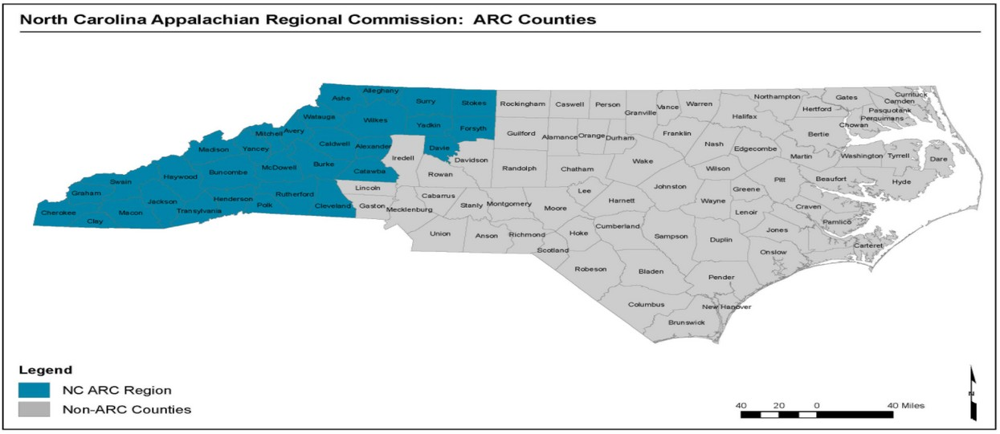 North Carolina Appalachian Regional Commission: ARC Counties
Alleghany
Ashe
Surry
Stokes
Rockingham
Caswell
Person
Granville
Vance
Warren
Northampton
Gates
Currituck
Camden
Pasquotank
Perquimans
Chowan
Hertford
Halifax
Watauga
Wilkes
Yadkin
Forsyth
Guilford
Alamance
Orange
Durham
Franklin
Nash
Edgecombe
Bertie
Mitchell
Avery
Madison
Yancey
Caldwell
Alexander
Iredell
Davie
Davidson
Randolph
Chatham
Wake
Wilson
Martin
Washington
Tyrrell
Dare
Haywood
Buncombe
McDowell
Burke
Catawba
Rowan
Lincoln
Swain
Graham
Jackson
Henderson
Rutherford
Polk
Cleveland
Gaston
Mecklenburg
Cabarrus
Stanly
Montgomery
Moore
Lee
Harnett
Johnston
Wayne
Greene
Pitt
Beaufort
Hyde
Cherokee
Clay
Macon
Transylvania
Lenoir
Craven
Pamlico
Jones
Carteret
Onslow
Union
Anson
Richmond
Scotland
Hoke
Cumberland
Sampson
Duplin
Robeson
Bladen
Pender
Columbus
New Hanover
Brunswick
Legend
NC ARC Region
Non-ARC Counties
40 20 0 40 Miles
N